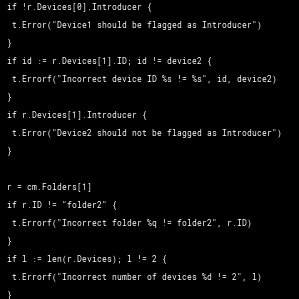 if !r.Devices[0].Introducer {
t.Error("Device1 should be flagged as Introducer")
}
if id := r.Devices[1].ID; id != device2 {
t.Errorf("Incorrect device ID %s != %s", id, device2)
}
if r.Devices[1].Introducer {
t.Error("Device2 should not be flagged as Introducer")
}

r = cm.Folders[1]
if r.ID != "folder2" {
t.Errorf("Incorrect folder %q != folder2", r.ID)
}
if l := len(r.Devices); l != 2 {
t.Errorf("Incorrect number of devices %d != 2", l)
}